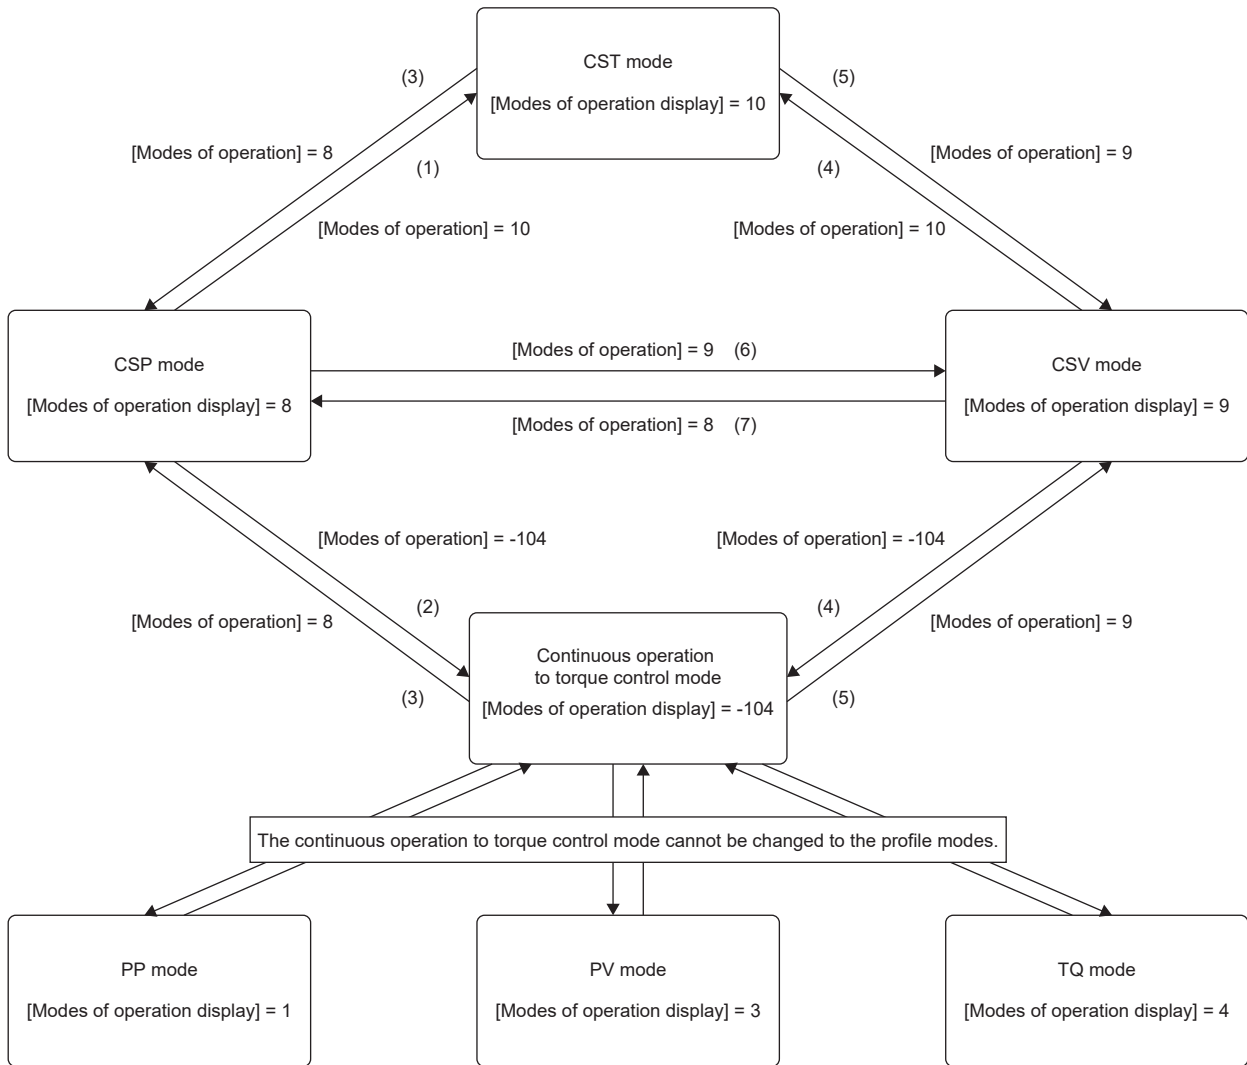 CST mode
[Modes of operation display] = 10
(3)
(5)
[Modes of operation] = 8
[Modes of operation] = 9
(1)
(4)
[Modes of operation] = 10
[Modes of operation] = 10
CSP mode
[Modes of operation display] = 8
[Modes of operation] = 9 (6)
[Modes of operation] = 8 (7)
CSV mode
[Modes of operation display] = 9
[Modes of operation] = -104
[Modes of operation] = -104
(2)
(4)
[Modes of operation] = 8
[Modes of operation] = 9
Continuous operation
to torque control mode
[Modes of operation display] = -104
(3)
(5)
The continuous operation to torque control mode cannot be changed to the profile modes.
PP mode
[Modes of operation display] = 1
PV mode
[Modes of operation display] = 3
TQ mode
[Modes of operation display] = 4